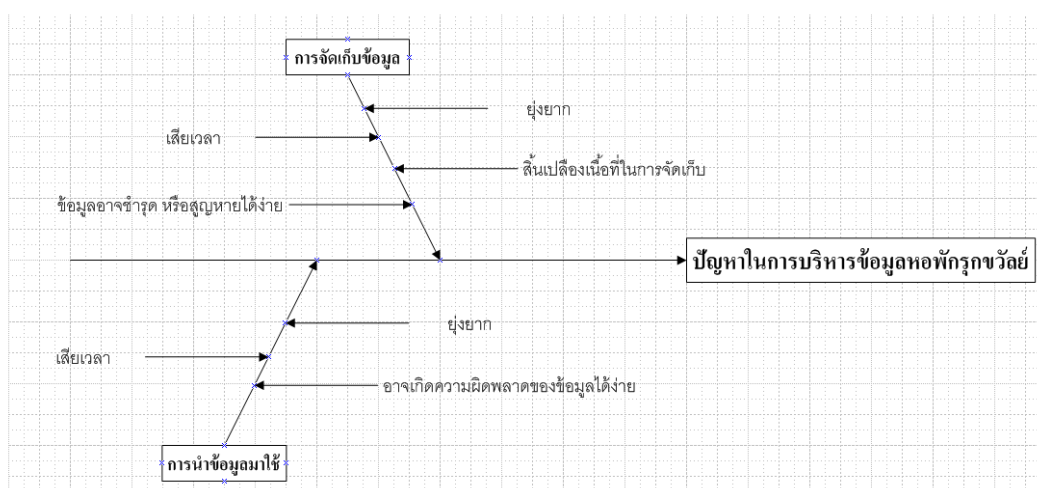 การจัดเก็บข้อมูล
ยุ่งยาก
เสียเวลา
สิ้นเปลืองเนื้อที่ในการจัดเก็บ
ข้อมูลอาจชำรุด หรือสูญหายได้ง่าย
ปัญหาในการบริหารข้อมูลหอพักรุกขวัลย์
ยุ่งยาก
เสียเวลา
อาจเกิดความผิดพลาดของข้อมูลได้ง่าย
การนำข้อมูลมาใช้